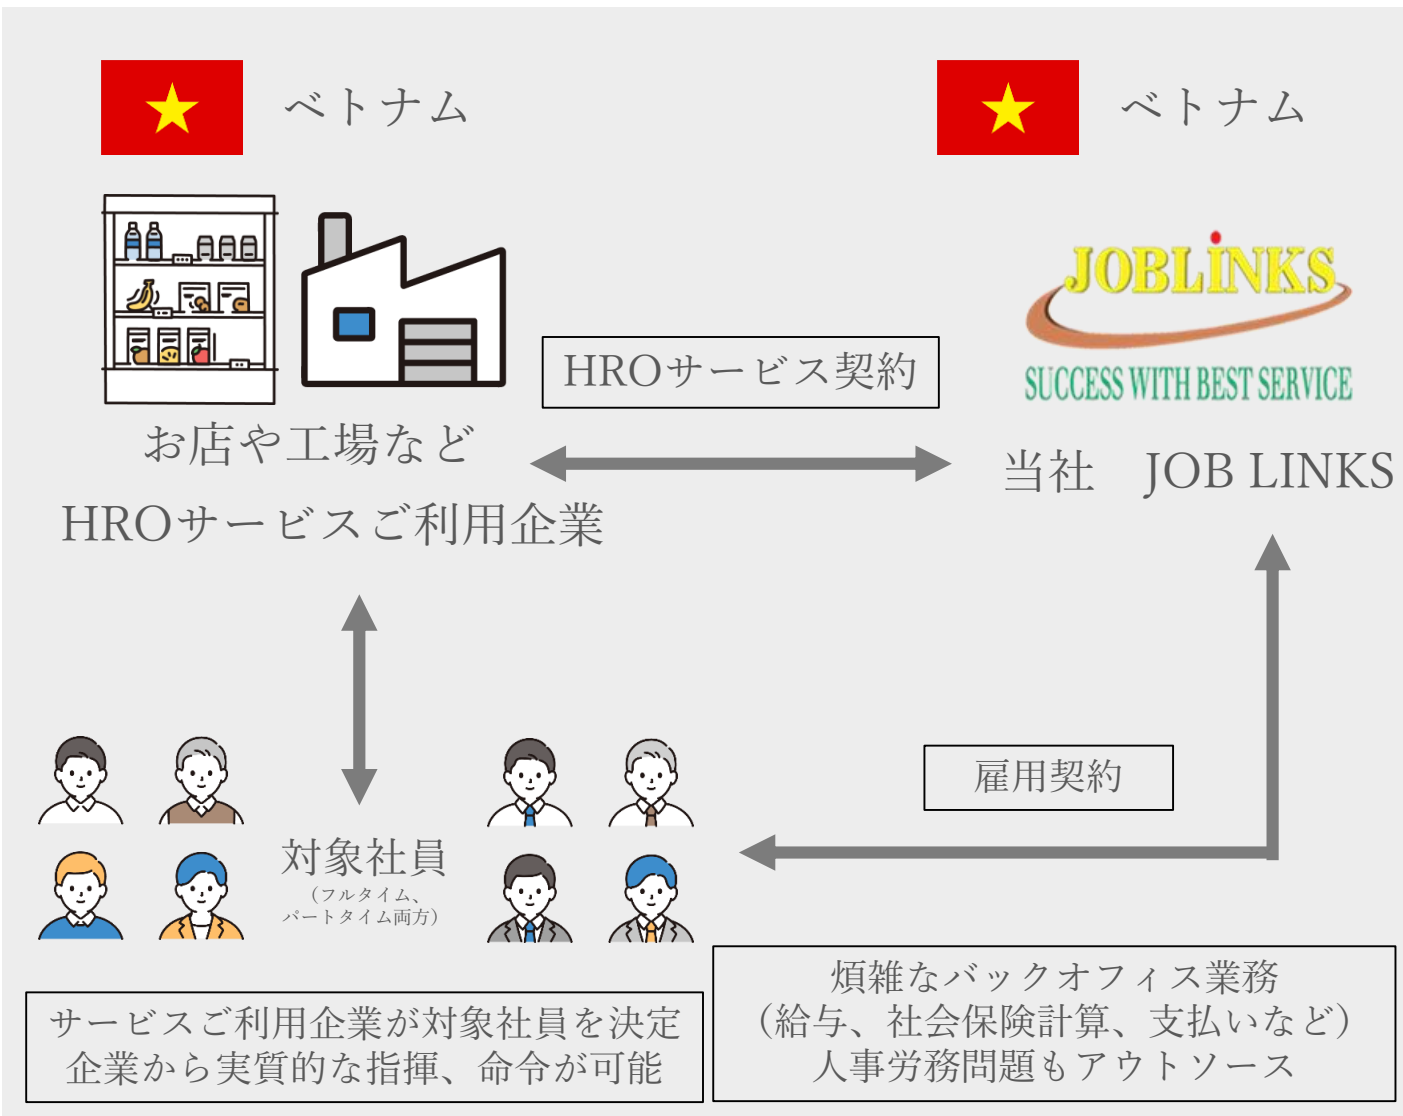 ベトナム
ベトナム
JOBLINKS
SUCCESS WITH BEST SERVICE
HROサービス契約
お店や工場など
HROサービスご利用企業
当社　JOB LINKS
雇用契約
対象社員
（フルタイム、
パートタイム両方）
サービスご利用企業が対象社員を決定
企業から実質的な指揮、命令が可能
煩雑なバックオフィス業務
（給与、社会保険計算、支払いなど）
人事労務問題もアウトソース